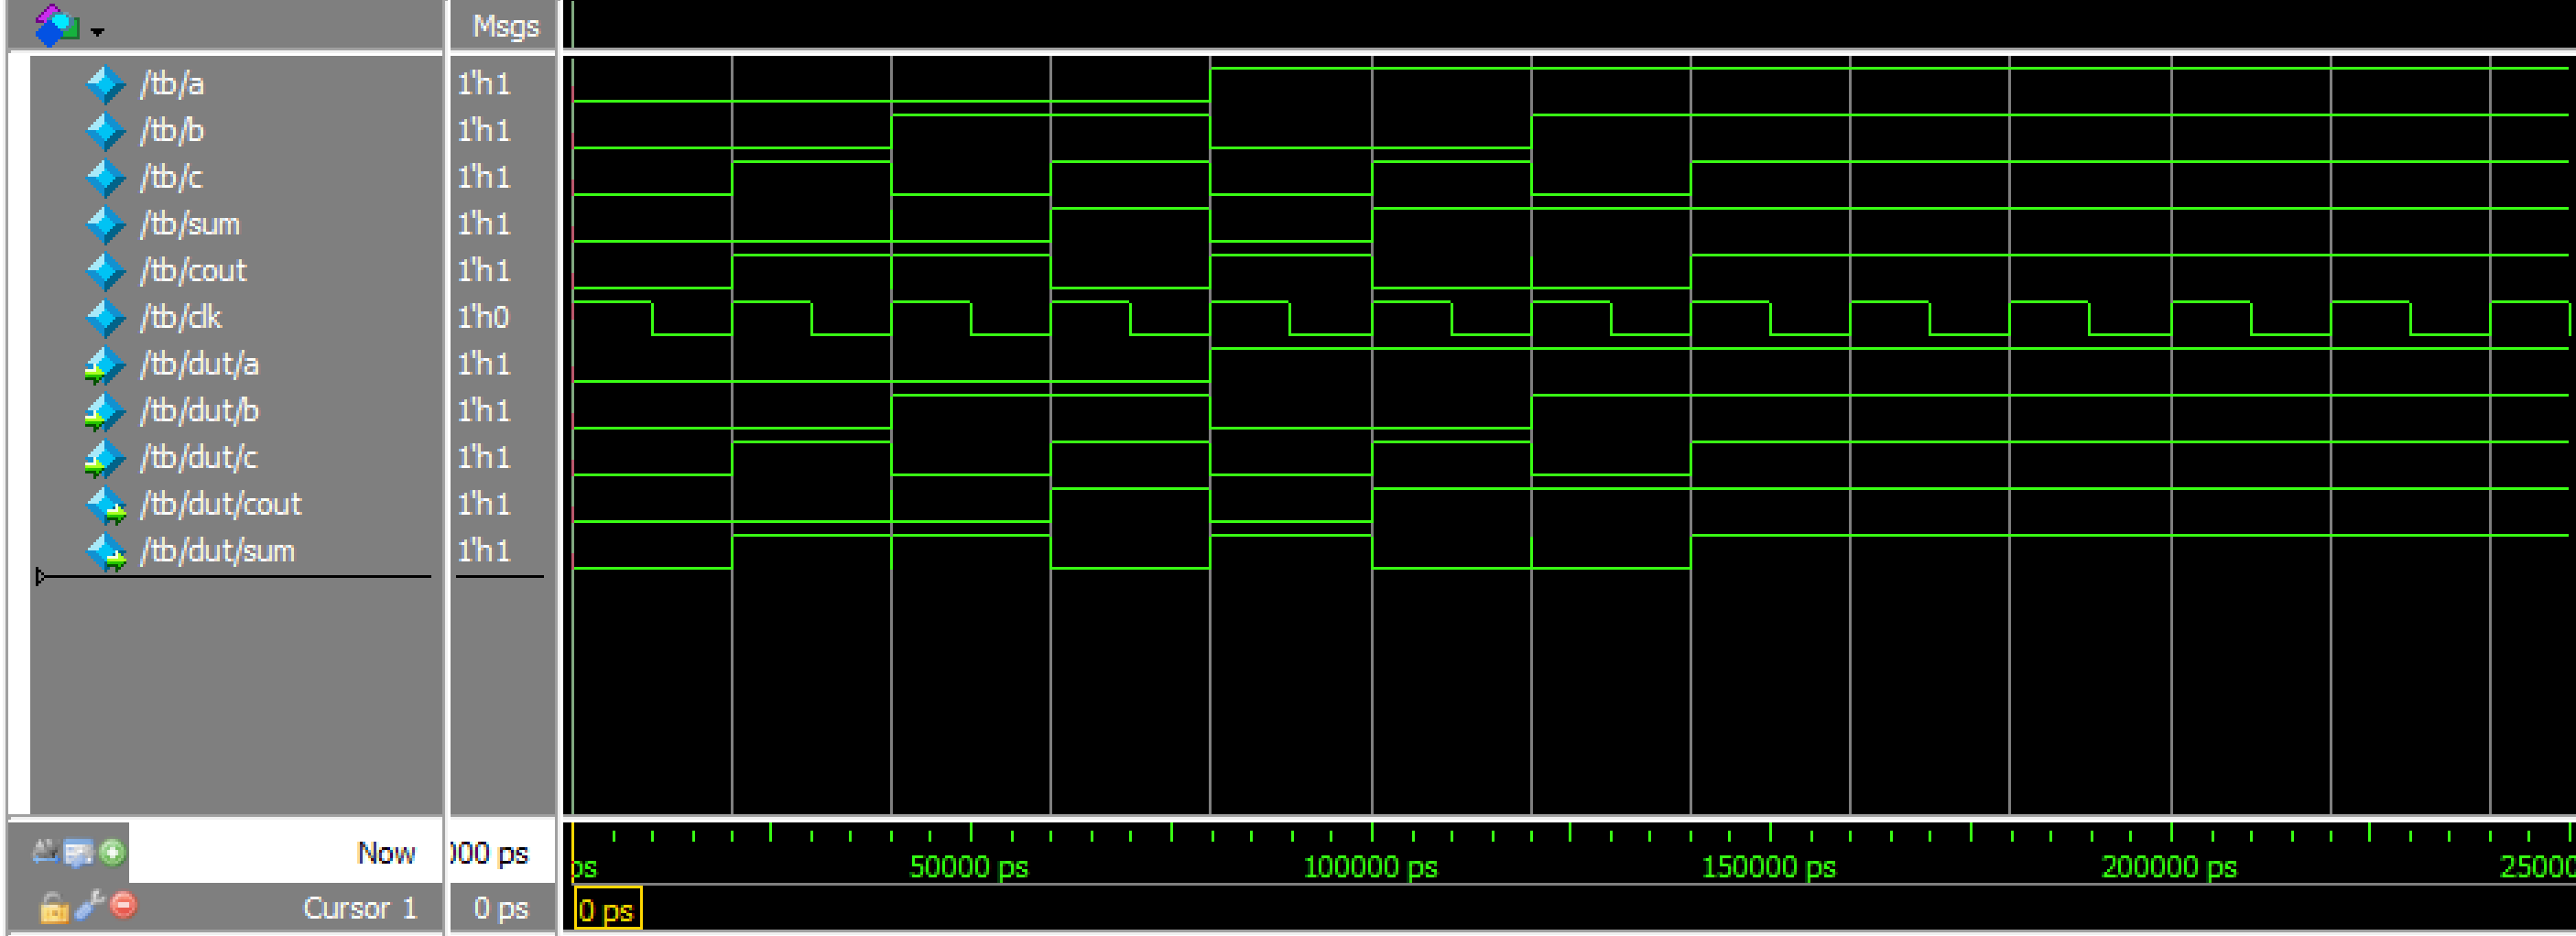 Msgs
/tb/a 1'h1
/tb/b 1'h1
/tb/c 1'h1
/tb/sum 1'h1
/tb/cout 1'h1
/tb/clk 1'h0
/tb/dut/a 1'h1
/tb/dut/b 1'h1
/tb/dut/c 1'h1
/tb/dut/cout 1'h1
/tb/dut/sum 1'h1
Now 000 ps ps 50000 ps 100000 ps 150000 ps 200000 ps 25000
Cursor 1 0 ps 0 ps